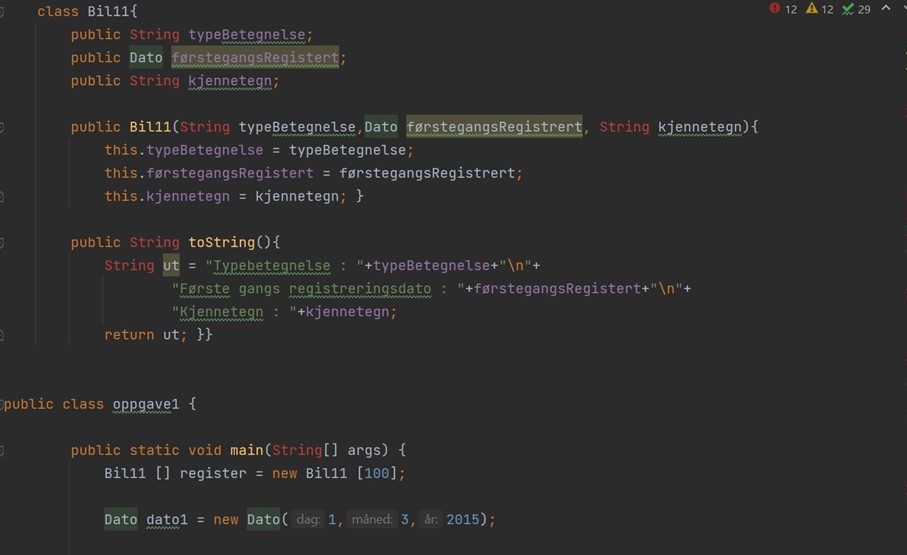 class Bil11{ 12 12 29
public String typeBetegnelse;
public Dato førstegangsRegistert;
public String kjennetegn;
public Bil11(String typeBetegnelse,Dato førstegangsRegistrert, String kjennetegn){
this.typeBetegnelse = typeBetegnelse;
this.førstegangsRegistert = førstegangsRegistrert;
this.kjennetegn = kjennetegn; }
public String toString(){
String ut = "Typebetegnelse : "+typeBetegnelse+"\n"+
"Første gangs registreringsdato : "+førstegangsRegistert+"\n"+
"Kjennetegn : "+kjennetegn;
return ut; }}
public class oppgave1 {
public static void main(String[] args) {
Bil11 [] register = new Bil11 [100];
Dato dato1 = new Dato( dag: 1, måned: 3, år: 2015);